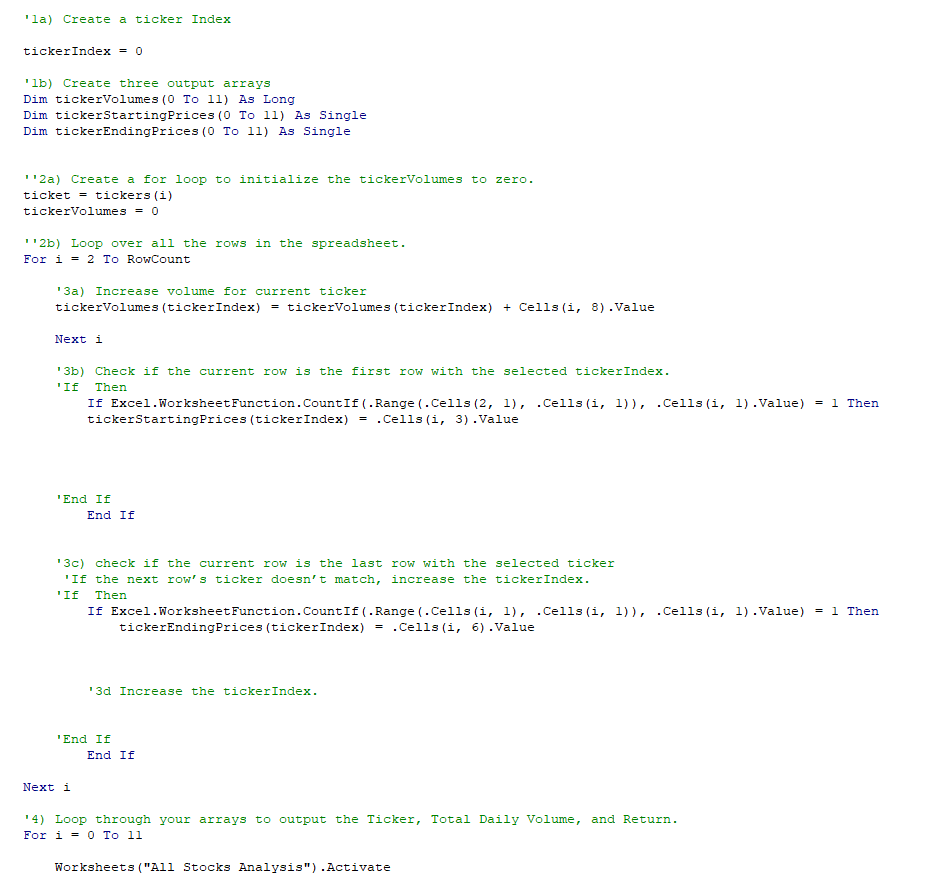 '1a) Create a ticker Index
tickerIndex = 0
'1b) Create three output arrays
Dim tickerVolumes(0 To 11) As Long
Dim tickerStartingPrices(0 To 11) As Single
Dim tickerEndingPrices(0 To 11) As Single
''2a) Create a for loop to initialize the tickerVolumes to zero.
ticket = tickers(i)
tickerVolumes = 0
''2b) Loop over all the rows in the spreadsheet.
For i = 2 To RowCount
'3a) Increase volume for current ticker
tickerVolumes(tickerIndex) = tickerVolumes(tickerIndex) + Cells(i, 8).Value
Next i
'3b) Check if the current row is the first row with the selected tickerIndex.
'If  Then
If Excel.WorksheetFunction.CountIf(.Range(.Cells(2, 1), .Cells(i, 1)), .Cells(i, 1).Value) = 1 Then
tickerStartingPrices(tickerIndex) = .Cells(i, 3).Value
'End If
End If
'3c) check if the current row is the last row with the selected ticker
'If the next row’s ticker doesn’t match, increase the tickerIndex.
'If  Then
If Excel.WorksheetFunction.CountIf(.Range(.Cells(i, 1), .Cells(i, 1)), .Cells(i, 1).Value) = 1 Then
tickerEndingPrices(tickerIndex) = .Cells(i, 6).Value
'3d Increase the tickerIndex.
'End If
End If
Next i
'4) Loop through your arrays to output the Ticker, Total Daily Volume, and Return.
For i = 0 To 11
Worksheets("All Stocks Analysis").Activate